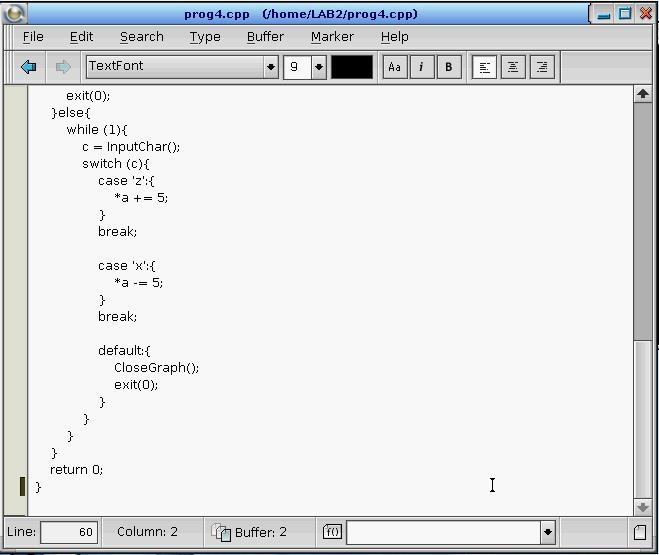 prog4.cpp (/home/LAB2/prog4.cpp)
File Edit Search Type Buffer Marker Help
TextFont 9 Aa i B
exit(0);
}else{
while (1){
c = InputChar();
switch (c){
case 'z':{
*a += 5;
}
break;
case 'x':{
*a -= 5;
}
break;
default:{
CloseGraph();
exit(0);
}
}
}
}
return 0;
}
Line: 60 Column: 2 Buffer: 2 f()